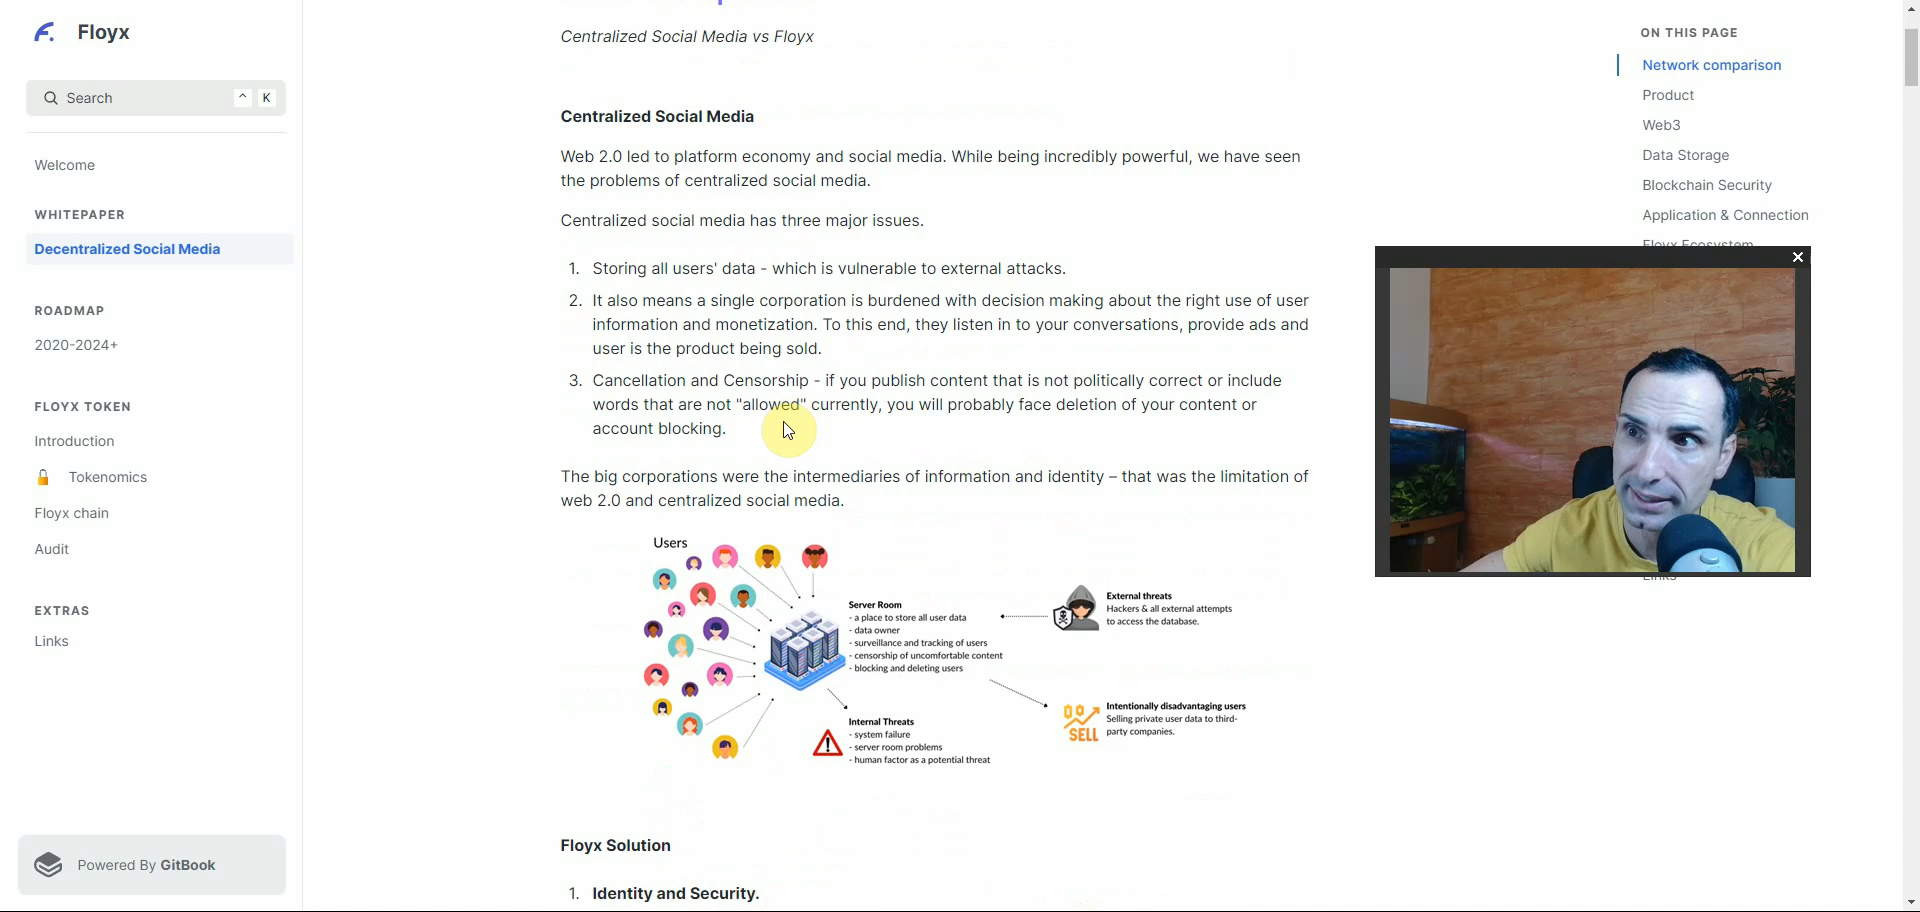 Floyx
Search
^ K
Welcome
WHITEPAPER
Decentralized Social Media
ROADMAP
2020-2024+
FLOYX TOKEN
Introduction
Tokenomics
Floyx chain
Audit
EXTRAS
Links
Powered By GitBook
Centralized Social Media vs Floyx
Centralized Social Media
Web 2.0 led to platform economy and social media. While being incredibly powerful, we have seen
the problems of centralized social media.
Centralized social media has three major issues.
1. Storing all users' data - which is vulnerable to external attacks.
2. It also means a single corporation is burdened with decision making about the right use of user
information and monetization. To this end, they listen in to your conversations, provide ads and
user is the product being sold.
3. Cancellation and Censorship - if you publish content that is not politically correct or include
words that are not "allowed" currently, you will probably face deletion of your content or
account blocking.
The big corporations were the intermediaries of information and identity – that was the limitation of
web 2.0 and centralized social media.
Users
Server Room
- a place to store all user data
- data owner
- surveillance and tracking of users
- censorship of uncomfortable content
- blocking and deleting users
External threats
Hackers & all external attempts
to access the database.
Internal Threats
- system failure
- server room problems
- human factor as a potential threat
SELL
Intentionally disadvantaging users
Selling private user data to third-
party companies.
Floyx Solution
1. Identity and Security.
ON THIS PAGE
Network comparison
Product
Web3
Data Storage
Blockchain Security
Application & Connection
Floyx Ecosystem
Links